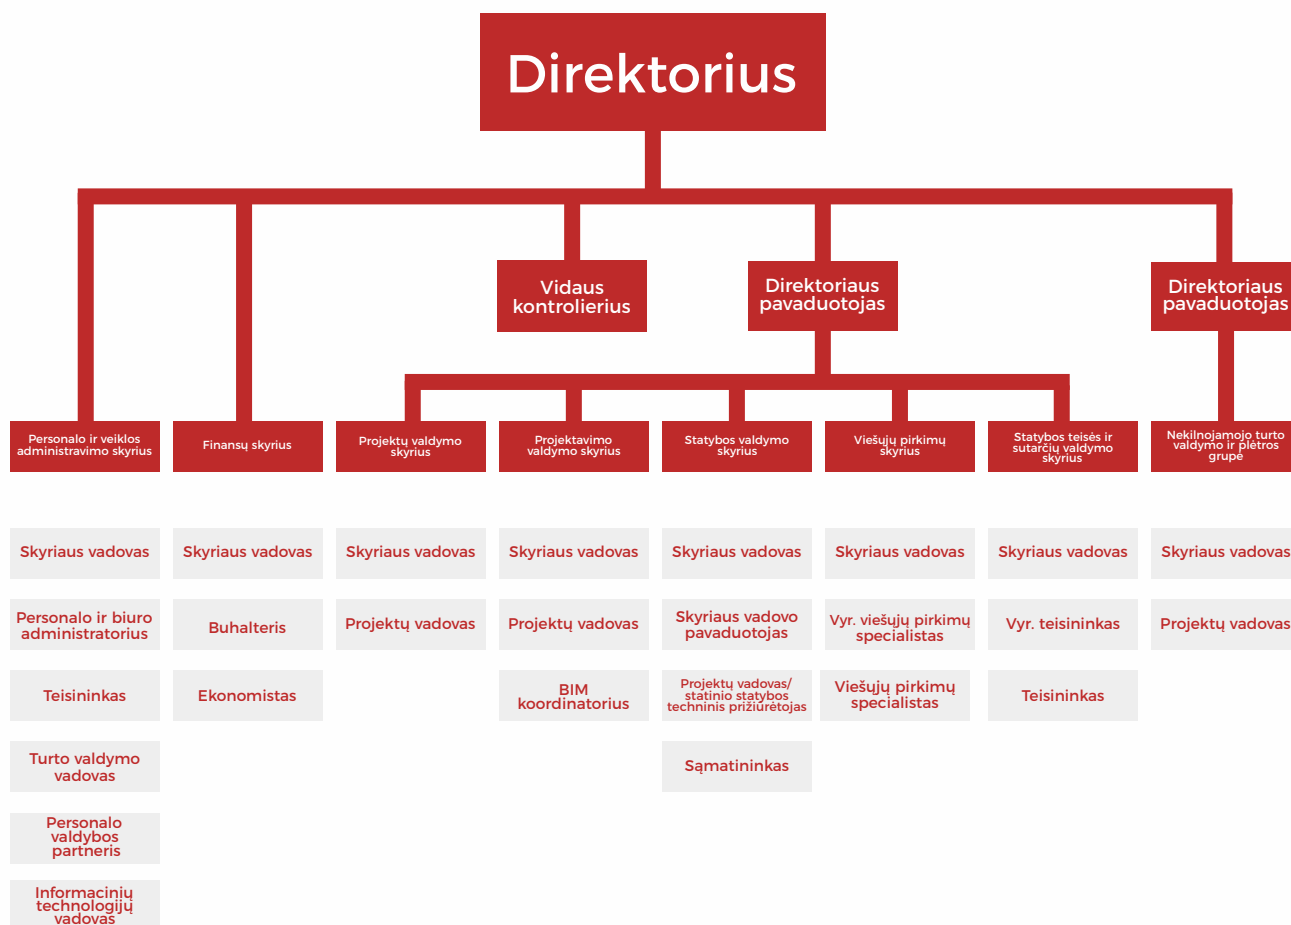 Direktorius
Vidaus
kontrolierius
Direktoriaus
pavaduotojas
Direktoriaus
pavaduotojas
Personalo ir veiklos
administravimo skyrius
Finansų skyrius
Projektų valdymo
skyrius
Projektavimo
valdymo skyrius
Statybos valdymo
skyrius
Viešųjų pirkimų
skyrius
Statybos teisės ir
sutarčių valdymo
skyrius
Nekilnojamojo turto
valdymo ir plėtros
grupė
Skyriaus vadovas
Skyriaus vadovas
Skyriaus vadovas
Skyriaus vadovas
Skyriaus vadovas
Skyriaus vadovas
Skyriaus vadovas
Skyriaus vadovas
Personalo ir biuro
administratorius
Buhalteris
Projektų vadovas
Projektų vadovas
Skyriaus vadovo
pavaduotojas
Vyr. viešųjų pirkimų
specialistas
Vyr. teisininkas
Projektų vadovas
Teisininkas
Ekonomistas
BIM
koordinatorius
Projektų vadovas/
statinio statybos
techninis prižiūrėtojas
Viešųjų pirkimų
specialistas
Teisininkas
Turto valdymo
vadovas
Sąmatininkas
Personalo
valdybos
partneris
Informacinių
technologijų
vadovas